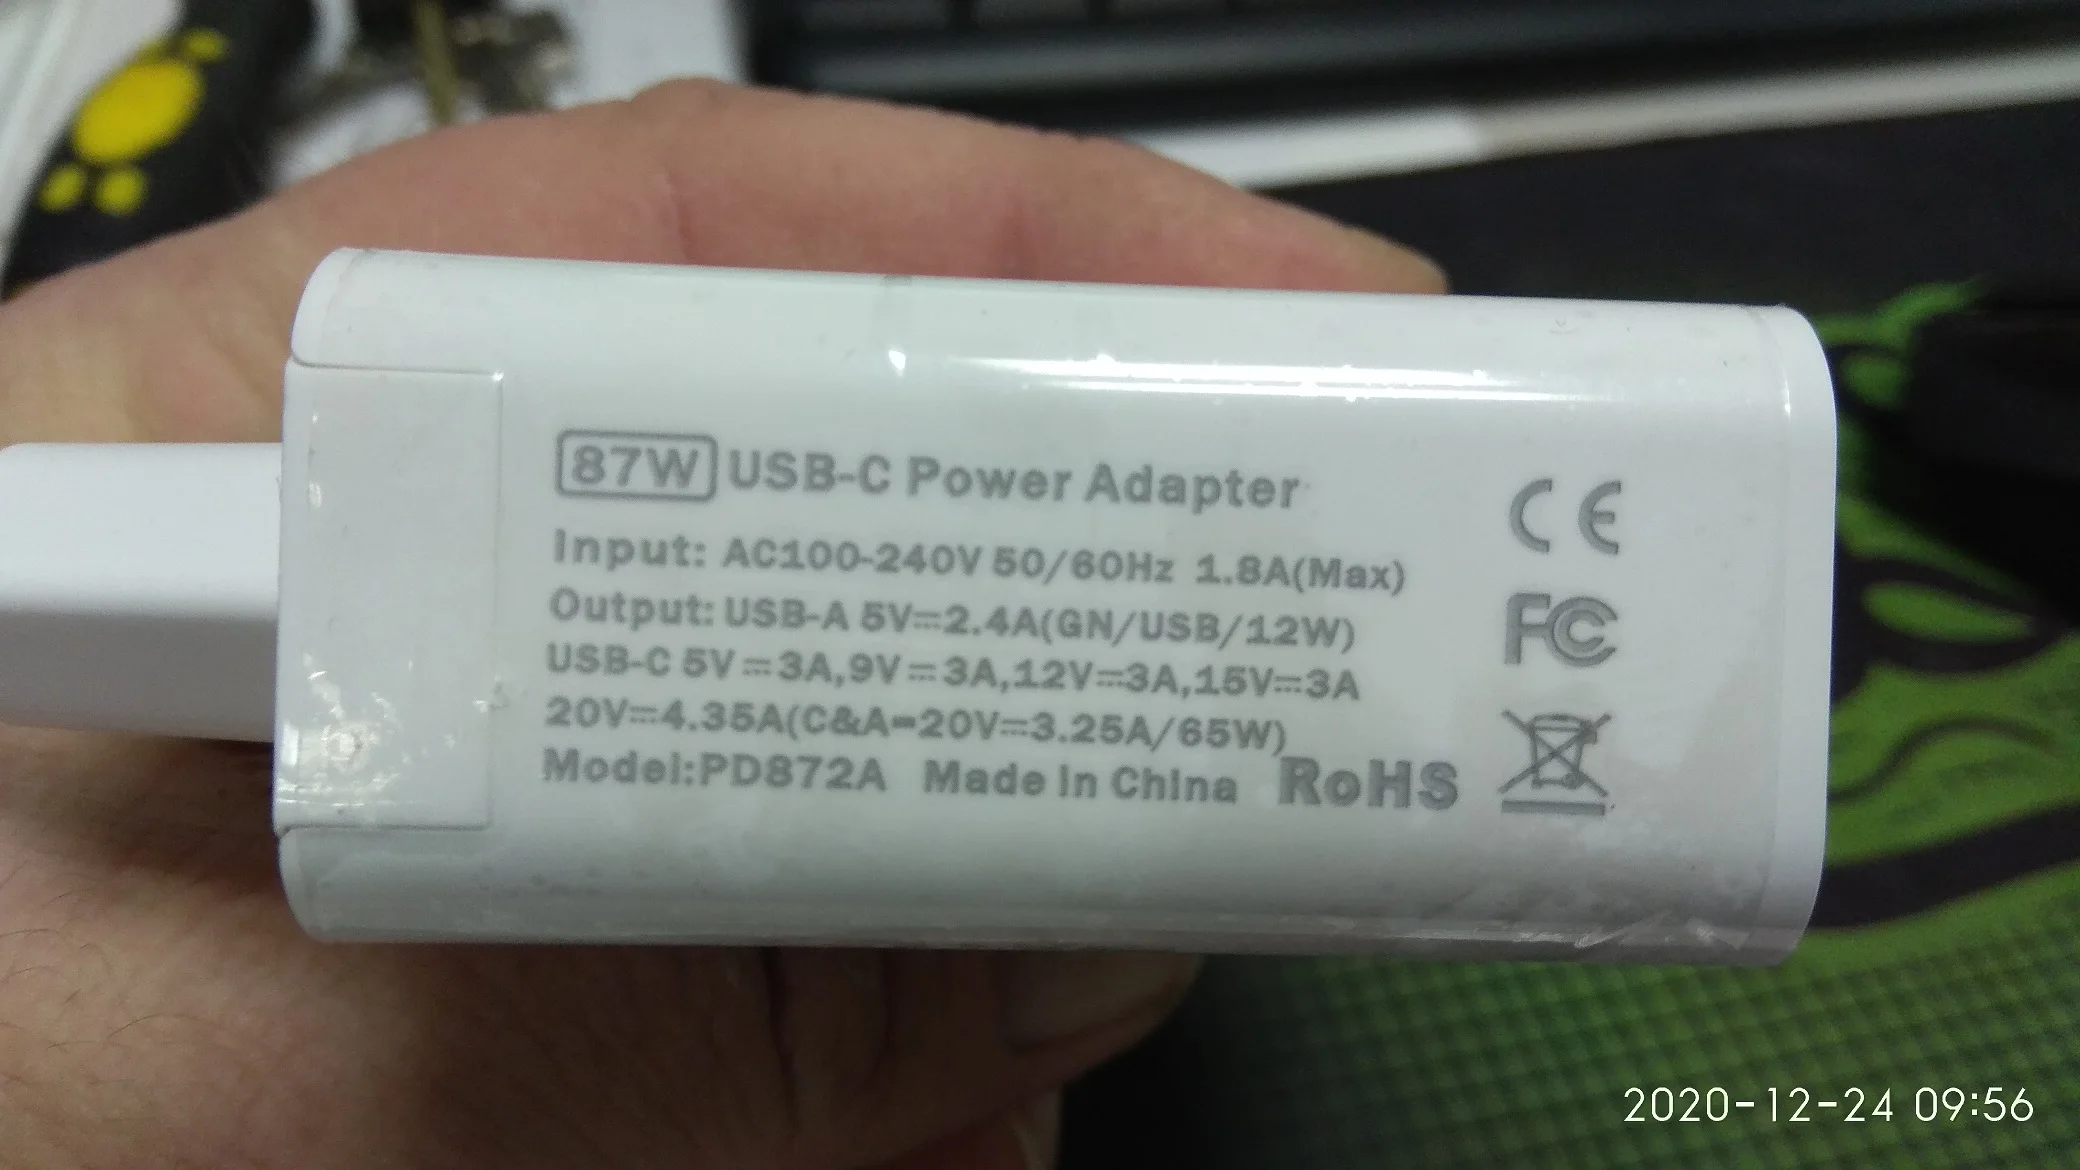 87W USB-C Power Adapter
Input: AC100-240V 50/60Hz 1.8A(Max)
Output: USB-A 5V⎓2.4A(GN/USB/12W)
USB-C 5V⎓3A,9V⎓3A,12V⎓3A,15V⎓3A
20V⎓4.35A(C&A-20V⎓3.25A/65W)
Model:PD872A Made in China RoHS
CE
FC
2020-12-24 09:56